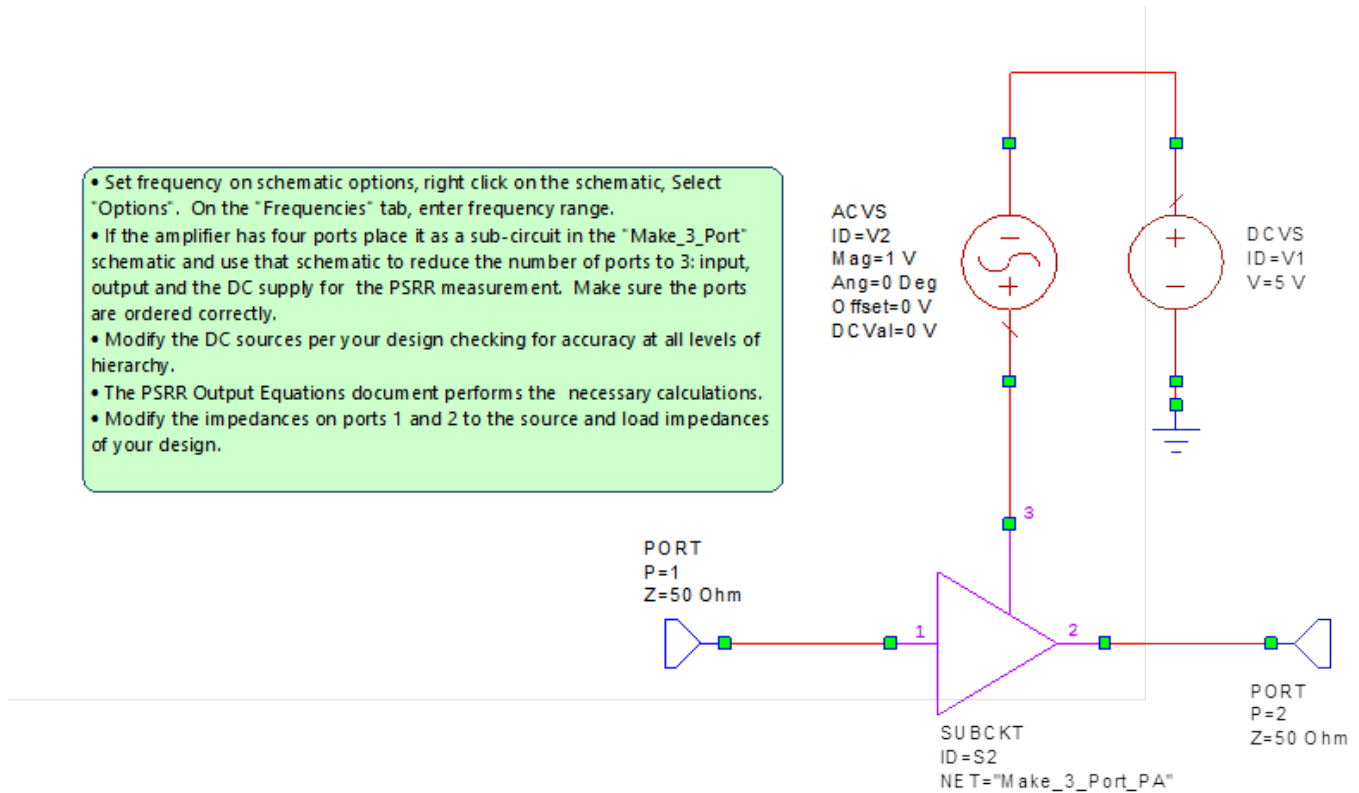 • Set frequency on schematic options, right click on the schematic, Select
"Options". On the "Frequencies" tab, enter frequency range.
• If the amplifier has four ports place it as a sub-circuit in the "Make_3_Port"
schematic and use that schematic to reduce the number of ports to 3: input,
output and the DC supply for the PSRR measurement. Make sure the ports
are ordered correctly.
• Modify the DC sources per your design checking for accuracy at all levels of
hierarchy.
• The PSRR Output Equations document performs the necessary calculations.
• Modify the impedances on ports 1 and 2 to the source and load impedances
of your design.
ACVS
ID=V2
Mag=1 V
Ang=0 Deg
Offset=0 V
DCVal=0 V
DCVS
ID=V1
V=5 V
3
PORT
P=1
Z=50 Ohm
1
2
SUBCKT
ID=S2
NET="Make_3_Port_PA"
PORT
P=2
Z=50 Ohm